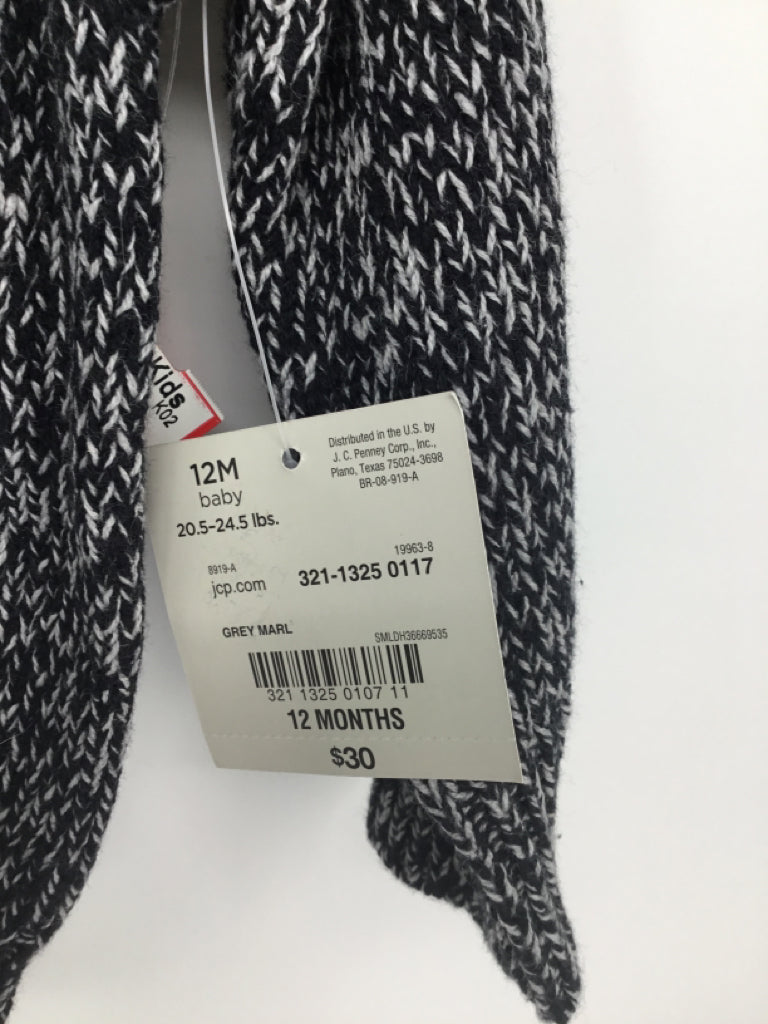 Kids
K02
12M
baby
20.5-24.5 lbs.
Distributed in the U.S. by
J. C. Penney Corp., Inc.,
Plano, Texas 75024-3698
BR-08-919-A
8919-A
jcp.com
19963-8
321-1325 0117
GREY MARL
SMLDH36669535
321 1325 0107 11
12 MONTHS
$30